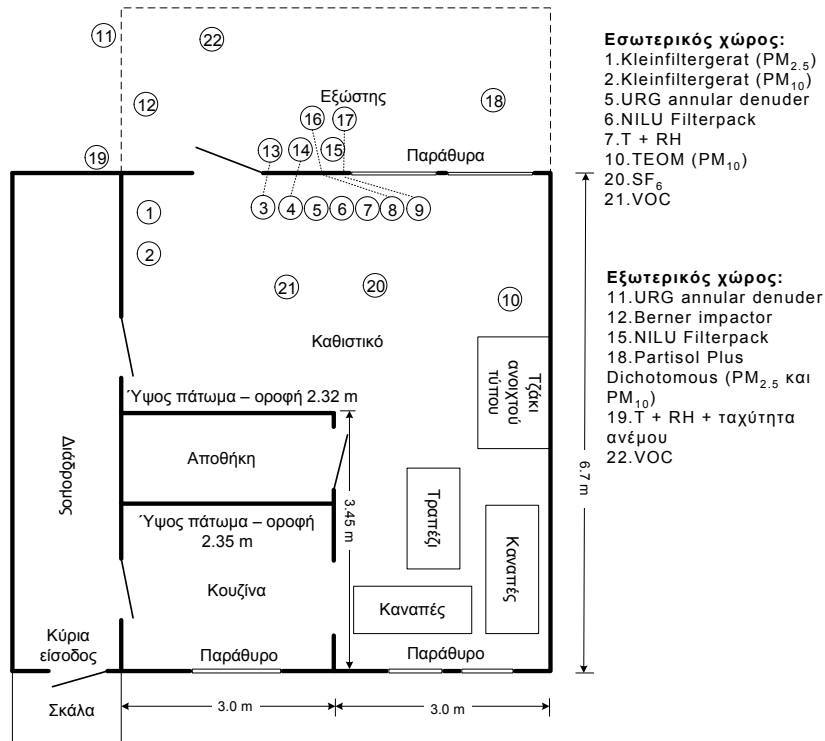 11
22
12
Εξώστης
18
16
17
13
14
15
19
Παράθυρα
1
3
4
5
6
7
8
9
2
21
20
10
Καθιστικό
Τζάκι
ανοιχτού
τύπου
Ύψος πάτωμα – οροφή 2.32 m
Αποθήκη
Διάδρομος
3.45 m
6.7 m
Τραπέζι
Ύψος πάτωμα – οροφή
2.35 m
Καναπές
Κουζίνα
Καναπές
Κύρια
είσοδος
Παράθυρο
Παράθυρο
Σκάλα
3.0 m
3.0 m
Εσωτερικός χώρος:
1.Kleinfiltergerat (PM2.5)
2.Kleinfiltergerat (PM10)
5.URG annular denuder
6.NILU Filterpack
7.T + RH
10.TEOM (PM10)
20.SF6
21.VOC
Εξωτερικός χώρος:
11.URG annular denuder
12.Berner impactor
15.NILU Filterpack
18.Partisol Plus
Dichotomous (PM2.5 και
PM10)
19.T + RH + ταχύτητα
ανέμου
22.VOC